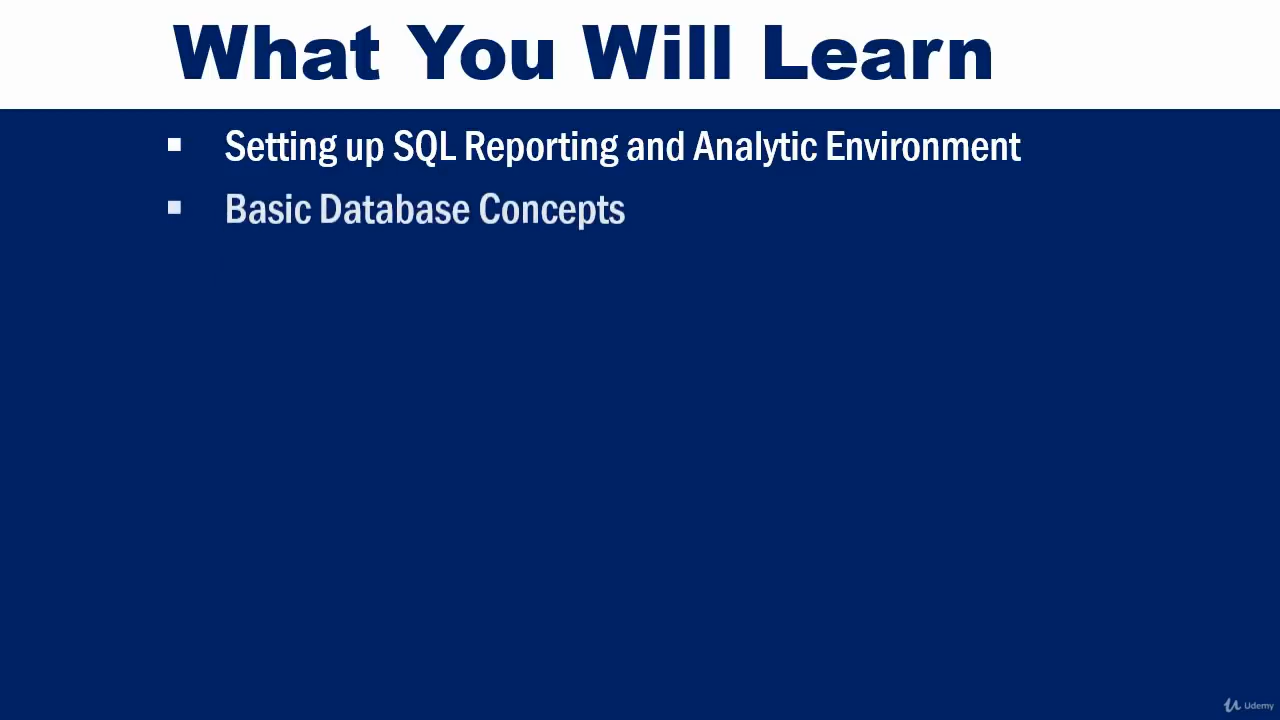 What You Will Learn
▪ Setting up SQL Reporting and Analytic Environment
▪ Basic Database Concepts
Udemy